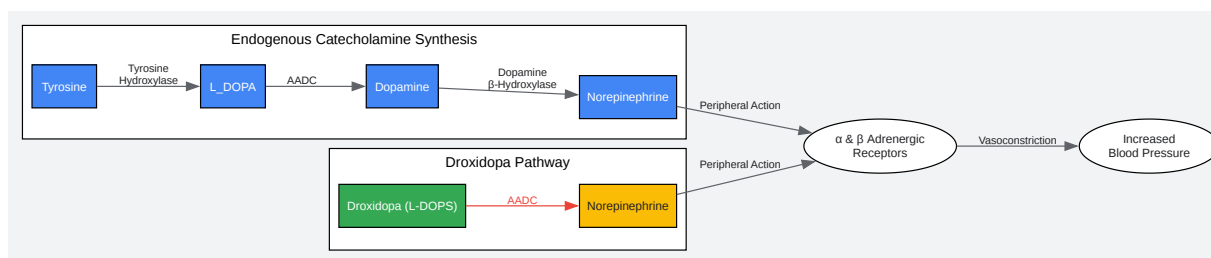 Endogenous Catecholamine Synthesis
Tyrosine
Tyrosine
Hydroxylase
L_DOPA
AADC
Dopamine
Dopamine
β-Hydroxylase
Norepinephrine
Peripheral Action
Droxidopa Pathway
Droxidopa (L-DOPS)
AADC
Norepinephrine
Peripheral Action
α & β Adrenergic
Receptors
Vasoconstriction
Increased
Blood Pressure